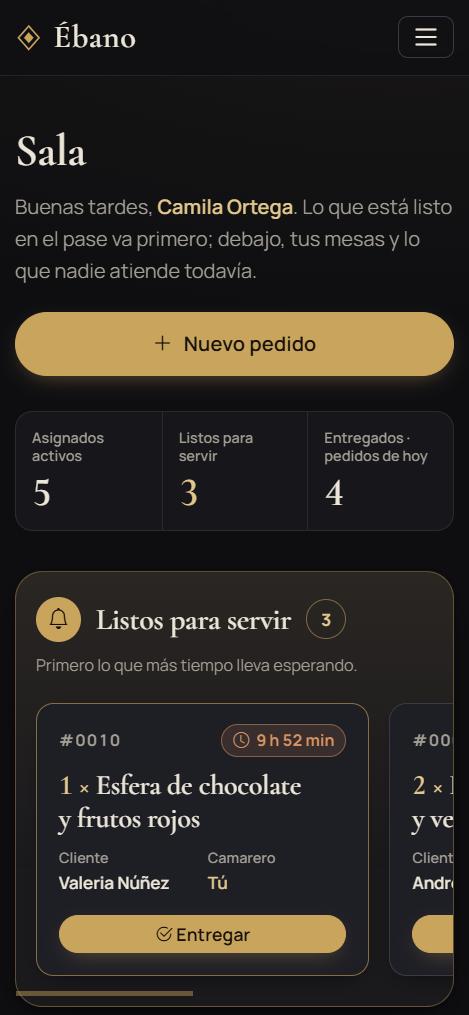 Ébano
Sala
Buenas tardes, Camila Ortega. Lo que está listo
en el pase va primero; debajo, tus mesas y lo
que nadie atiende todavía.
Nuevo pedido
Asignados
activos
5
Listos para
servir
3
Entregados ·
pedidos de hoy
4
Listos para servir 3
Primero lo que más tiempo lleva esperando.
#0010 9 h 52 min
1 × Esfera de chocolate
y frutos rojos
Cliente Camarero
Valeria Núñez Tú
Entregar
#00
2 ×
y